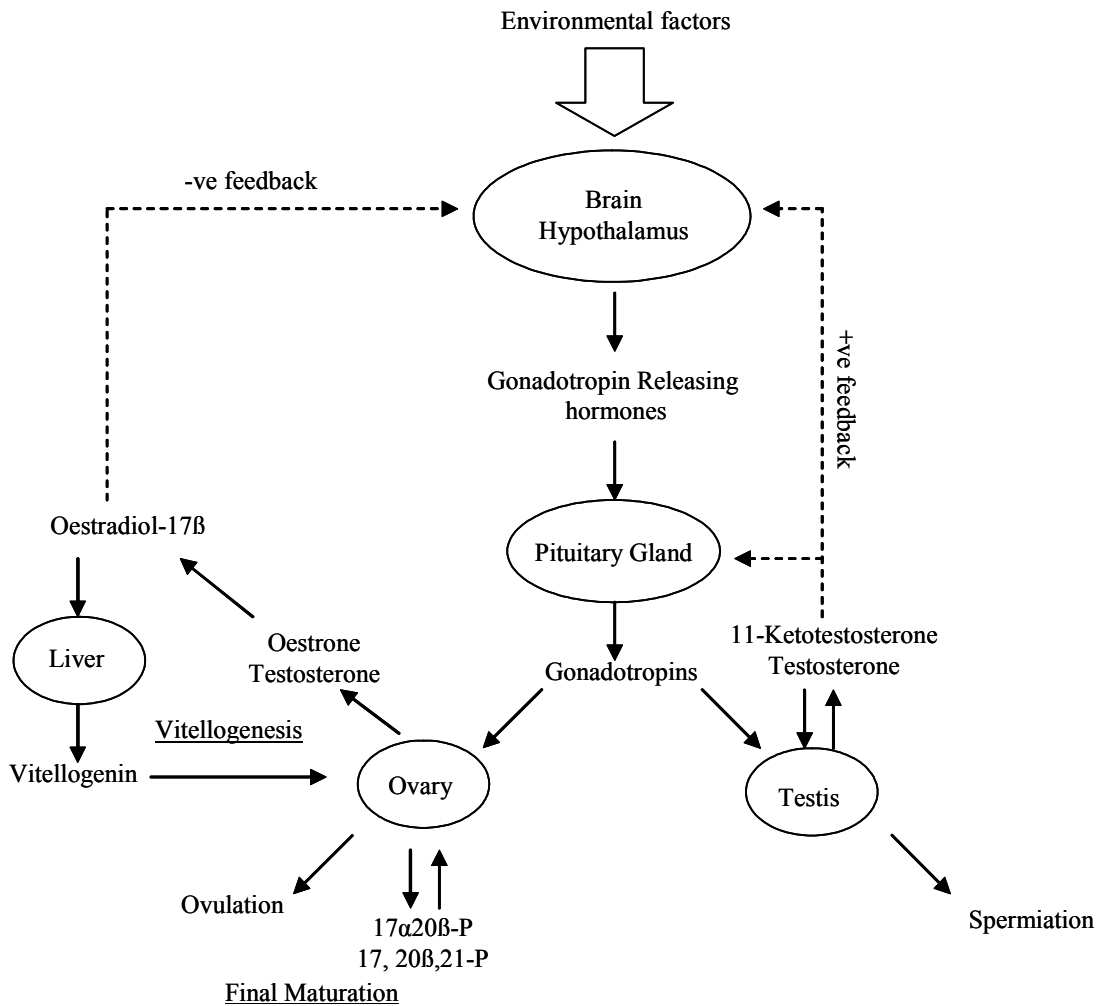 Environmental factors
-ve feedback
Brain
Hypothalamus
+ve feedback
Gonadotropin Releasing
hormones
Oestradiol-17ß
Pituitary Gland
Liver
Oestrone
Testosterone
Gonadotropins
11-Ketotestosterone
Testosterone
Vitellogenesis
Vitellogenin
Ovary
Testis
Ovulation
17α20ß-P
17, 20ß,21-P
Spermiation
Final Maturation